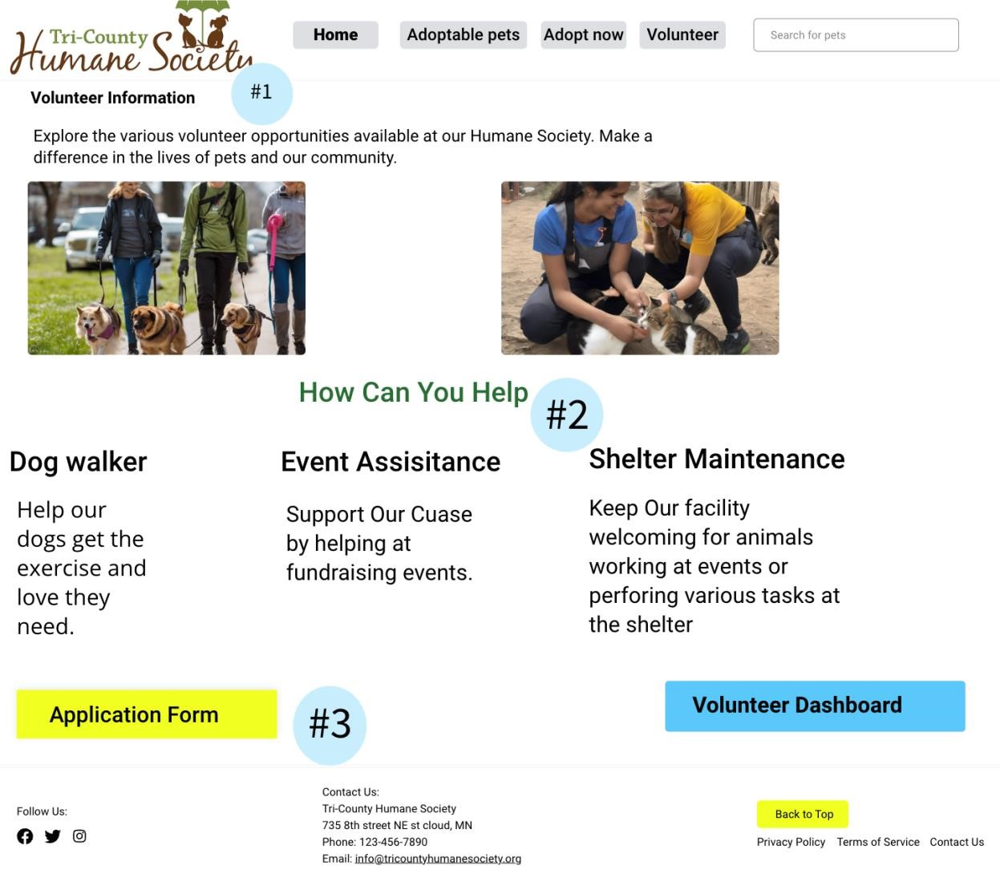 Tri-County
Humane Society
Home
Adoptable pets
Adopt now
Volunteer
Search for pets
#1
Volunteer Information
Explore the various volunteer opportunities available at our Humane Society. Make a
difference in the lives of pets and our community.
How Can You Help
#2
Dog walker
Help our
dogs get the
exercise and
love they
need.
Event Assisitance
Support Our Cuase
by helping at
fundraising events.
Shelter Maintenance
Keep Our facility
welcoming for animals
working at events or
perforing various tasks at
the shelter
Application Form
#3
Volunteer Dashboard
Follow Us:
Contact Us:
Tri-County Humane Society
735 8th street NE st cloud, MN
Phone: 123-456-7890
Email: info@tricountyhumanesociety.org
Back to Top
Privacy Policy
Terms of Service
Contact Us